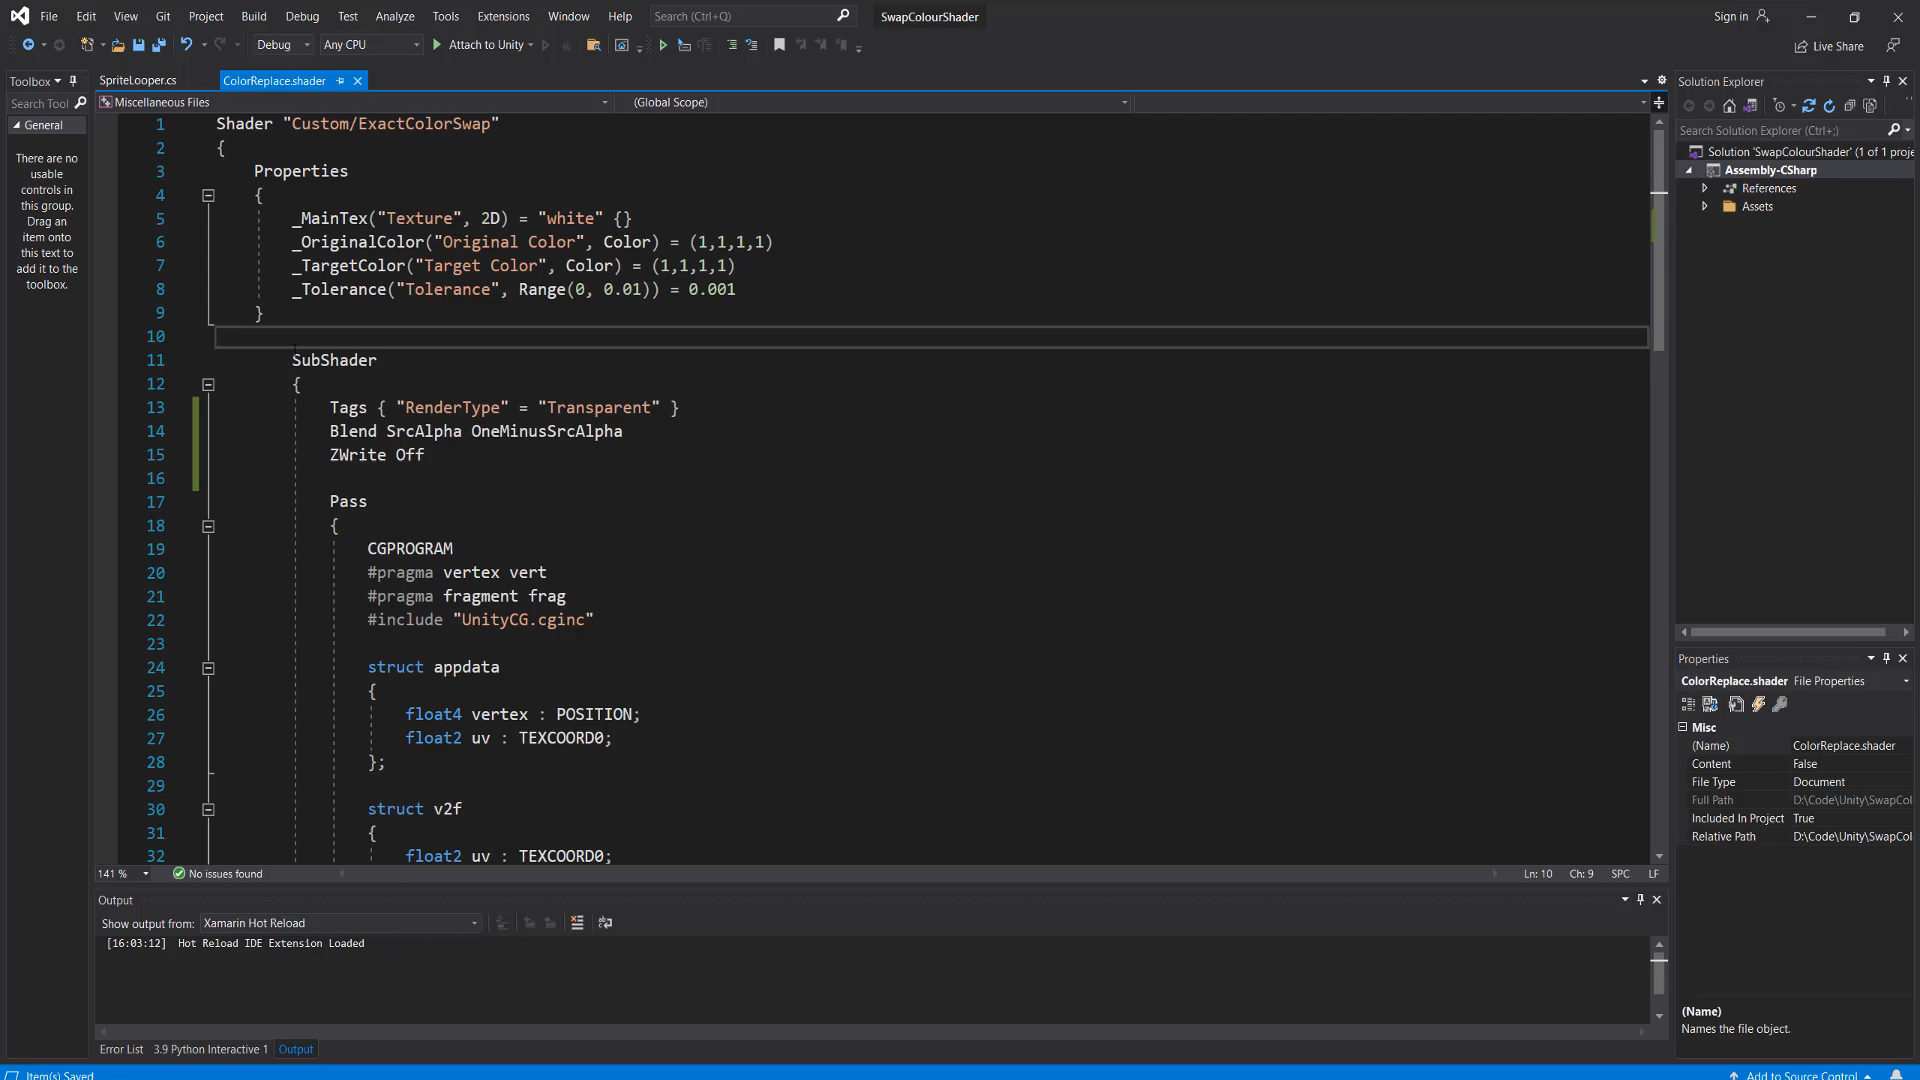 File Edit View Git Project Build Debug Test Analyze Tools Extensions Window Help Search (Ctrl+Q) SwapColourShader Sign in
Debug Any CPU Attach to Unity Live Share
Toolbox SpriteLooper.cs ColorReplace.shader Solution Explorer
Search Tool Miscellaneous Files (Global Scope)
General
There are no
usable
controls in
this group.
Drag an
item onto
this text to
add it to the
toolbox.
1 Shader "Custom/ExactColorSwap"
2 {
3 Properties
4 {
5 _MainTex("Texture", 2D) = "white" {}
6 _OriginalColor("Original Color", Color) = (1,1,1,1)
7 _TargetColor("Target Color", Color) = (1,1,1,1)
8 _Tolerance("Tolerance", Range(0, 0.01)) = 0.001
9 }
10
11 SubShader
12 {
13 Tags { "RenderType" = "Transparent" }
14 Blend SrcAlpha OneMinusSrcAlpha
15 ZWrite Off
16
17 Pass
18 {
19 CGPROGRAM
20 #pragma vertex vert
21 #pragma fragment frag
22 #include "UnityCG.cginc"
23
24 struct appdata
25 {
26 float4 vertex : POSITION;
27 float2 uv : TEXCOORD0;
28 };
29
30 struct v2f
31 {
32 float2 uv : TEXCOORD0;
141 % No issues found Ln: 10 Ch: 9 SPC LF
Output
Show output from: Xamarin Hot Reload
[16:03:12] Hot Reload IDE Extension Loaded
Error List 3.9 Python Interactive 1 Output
Item(s) Saved Add to Source Control
Search Solution Explorer (Ctrl+;)
Solution 'SwapColourShader' (1 of 1 proje
Assembly-CSharp
References
Assets
Properties
ColorReplace.shader File Properties
Misc
(Name) ColorReplace.shader
Content False
File Type Document
Full Path D:\Code\Unity\SwapCol
Included In Project True
Relative Path D:\Code\Unity\SwapCol
(Name)
Names the file object.